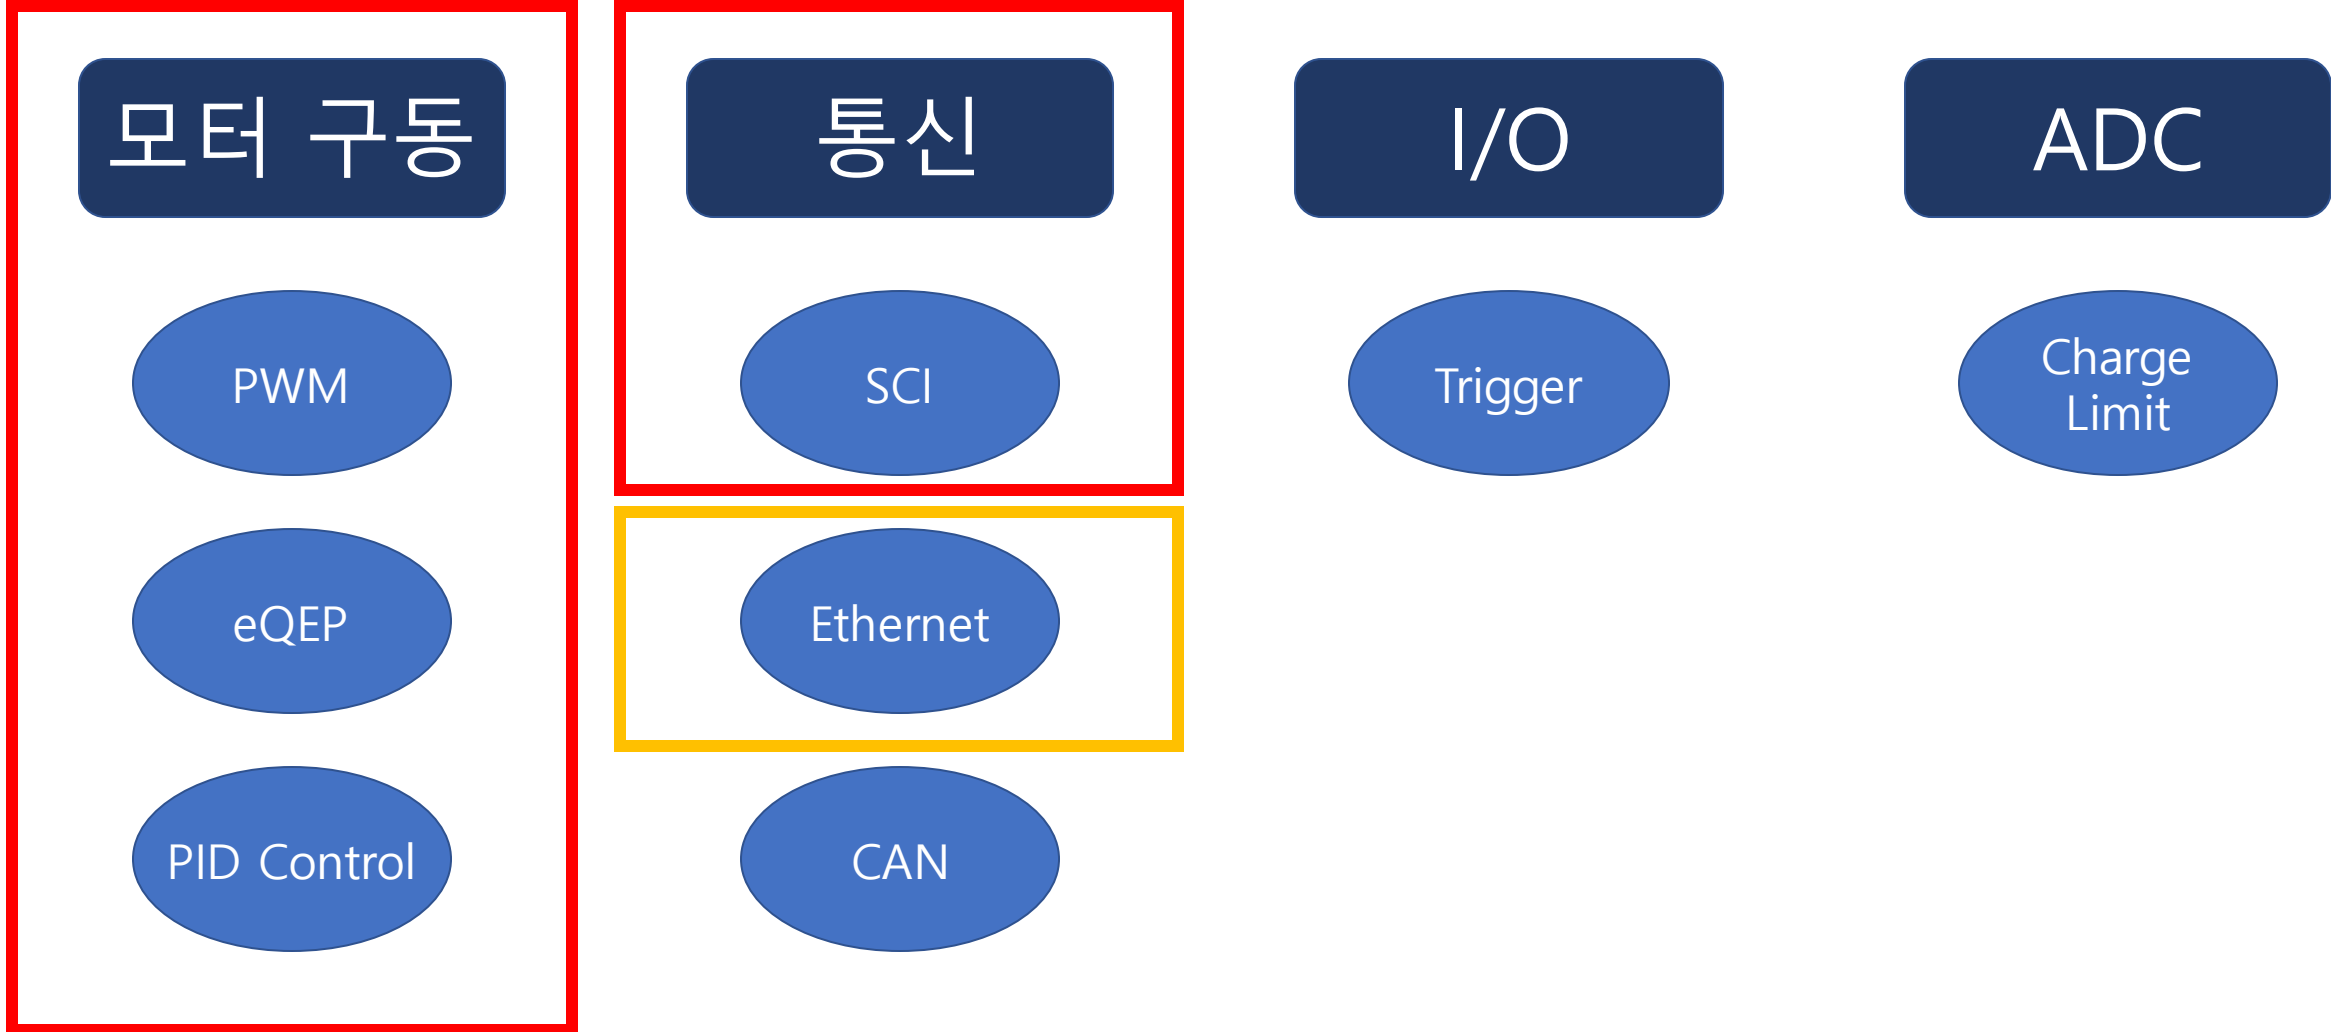 모터 구동
통신
I/O
ADC
PWM
SCI
Trigger
Charge
Limit
eQEP
Ethernet
PID Control
CAN